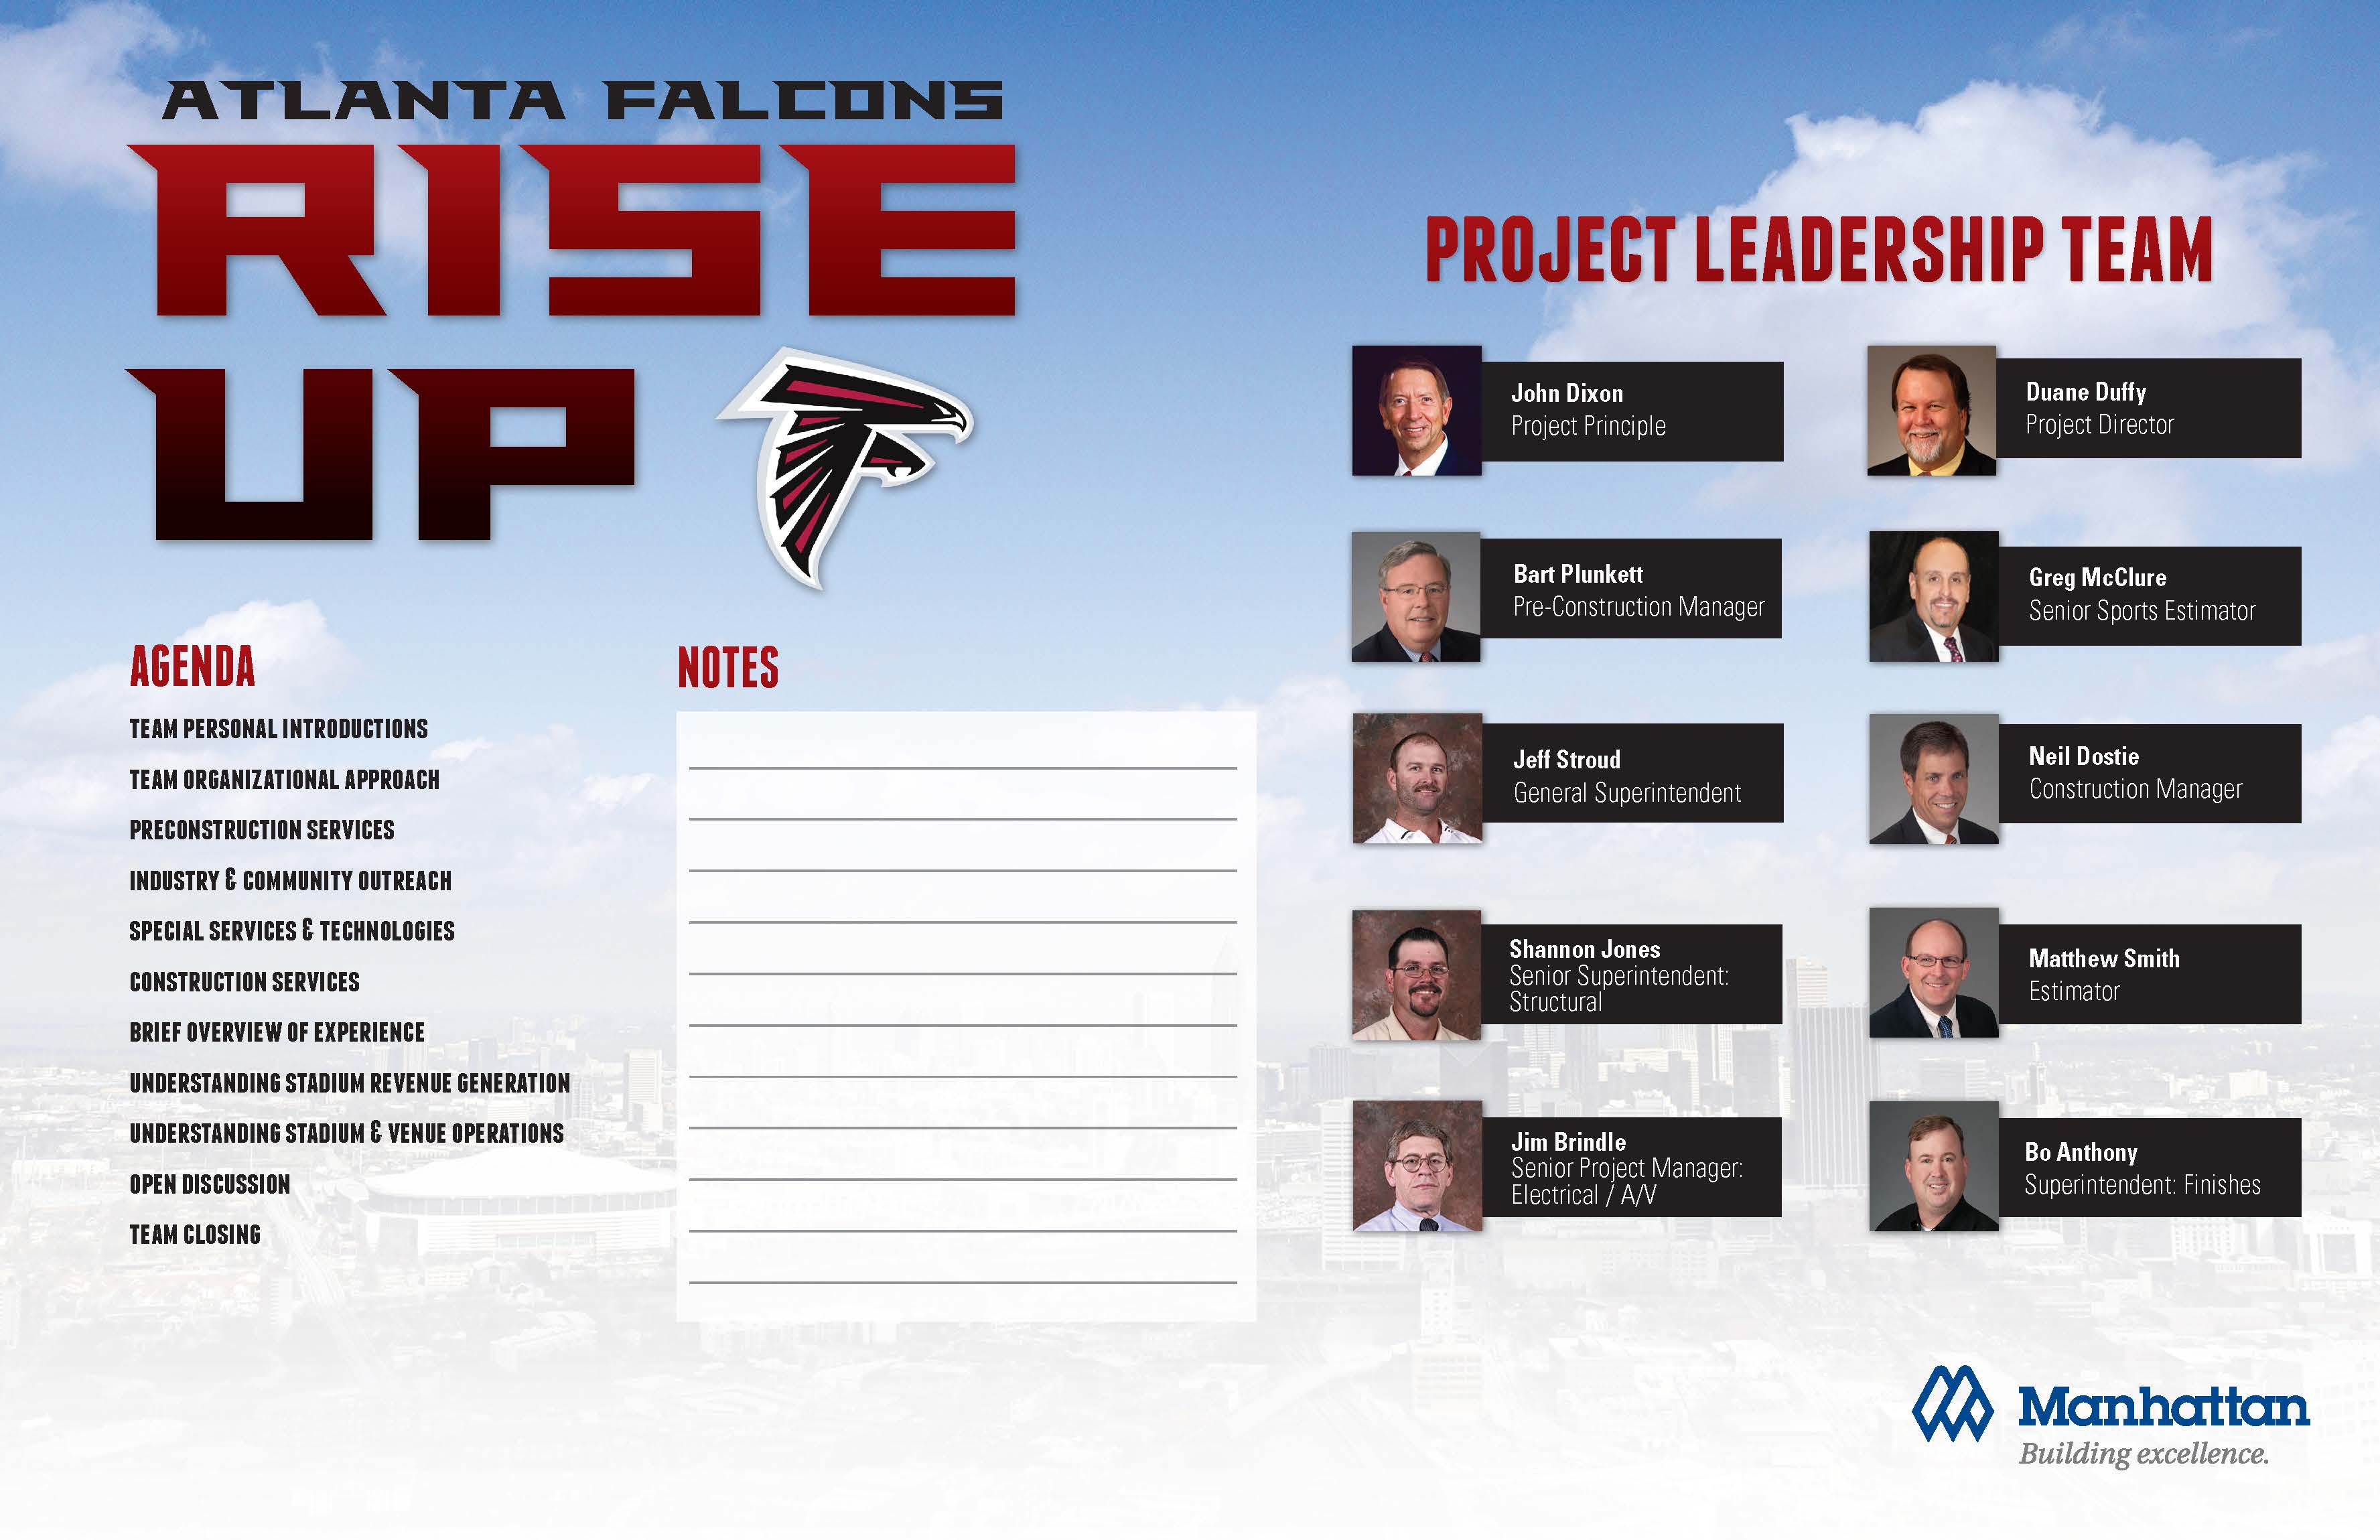 ATLANTA FALCONS
RISE
UP
AGENDA
TEAM PERSONAL INTRODUCTIONS
TEAM ORGANIZATIONAL APPROACH
PRECONSTRUCTION SERVICES
INDUSTRY & COMMUNITY OUTREACH
SPECIAL SERVICES & TECHNOLOGIES
CONSTRUCTION SERVICES
BRIEF OVERVIEW OF EXPERIENCE
UNDERSTANDING STADIUM REVENUE GENERATION
UNDERSTANDING STADIUM & VENUE OPERATIONS
OPEN DISCUSSION
TEAM CLOSING
NOTES
PROJECT LEADERSHIP TEAM
John Dixon
Project Principle
Duane Duffy
Project Director
Bart Plunkett
Pre-Construction Manager
Greg McClure
Senior Sports Estimator
Jeff Stroud
General Superintendent
Neil Dostie
Construction Manager
Shannon Jones
Senior Superintendent:
Structural
Matthew Smith
Estimator
Jim Brindle
Senior Project Manager:
Electrical / A/V
Bo Anthony
Superintendent: Finishes
Manhattan
Building excellence.